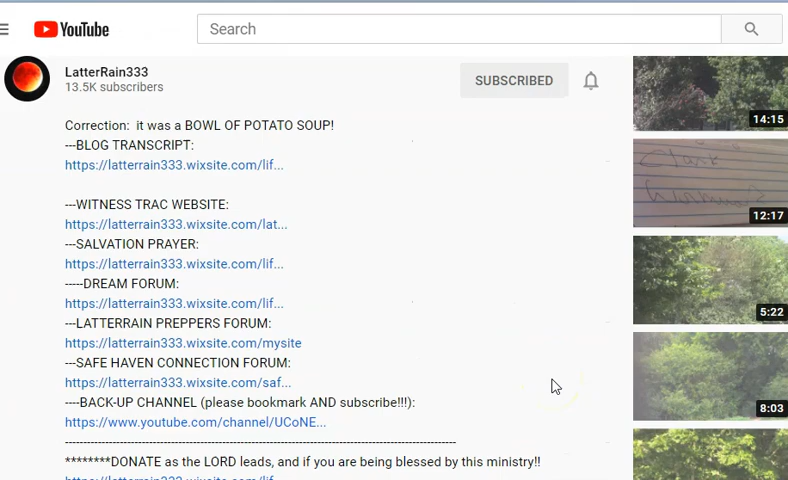 YouTube
Search
LatterRain333
13.5K subscribers
SUBSCRIBED
Correction: it was a BOWL OF POTATO SOUP!
---BLOG TRANSCRIPT:
https://latterrain333.wixsite.com/lif...
---WITNESS TRAC WEBSITE:
https://latterrain333.wixsite.com/lat...
---SALVATION PRAYER:
https://latterrain333.wixsite.com/lif...
-----DREAM FORUM:
https://latterrain333.wixsite.com/lif...
---LATTERRAIN PREPPERS FORUM:
https://latterrain333.wixsite.com/mysite
---SAFE HAVEN CONNECTION FORUM:
https://latterrain333.wixsite.com/saf...
----BACK-UP CHANNEL (please bookmark AND subscribe!!!):
https://www.youtube.com/channel/UCoNE...
--------------------------------------------------------------------------------------------
********DONATE as the LORD leads, and if you are being blessed by this ministry!!
14:15
12:17
5:22
8:03